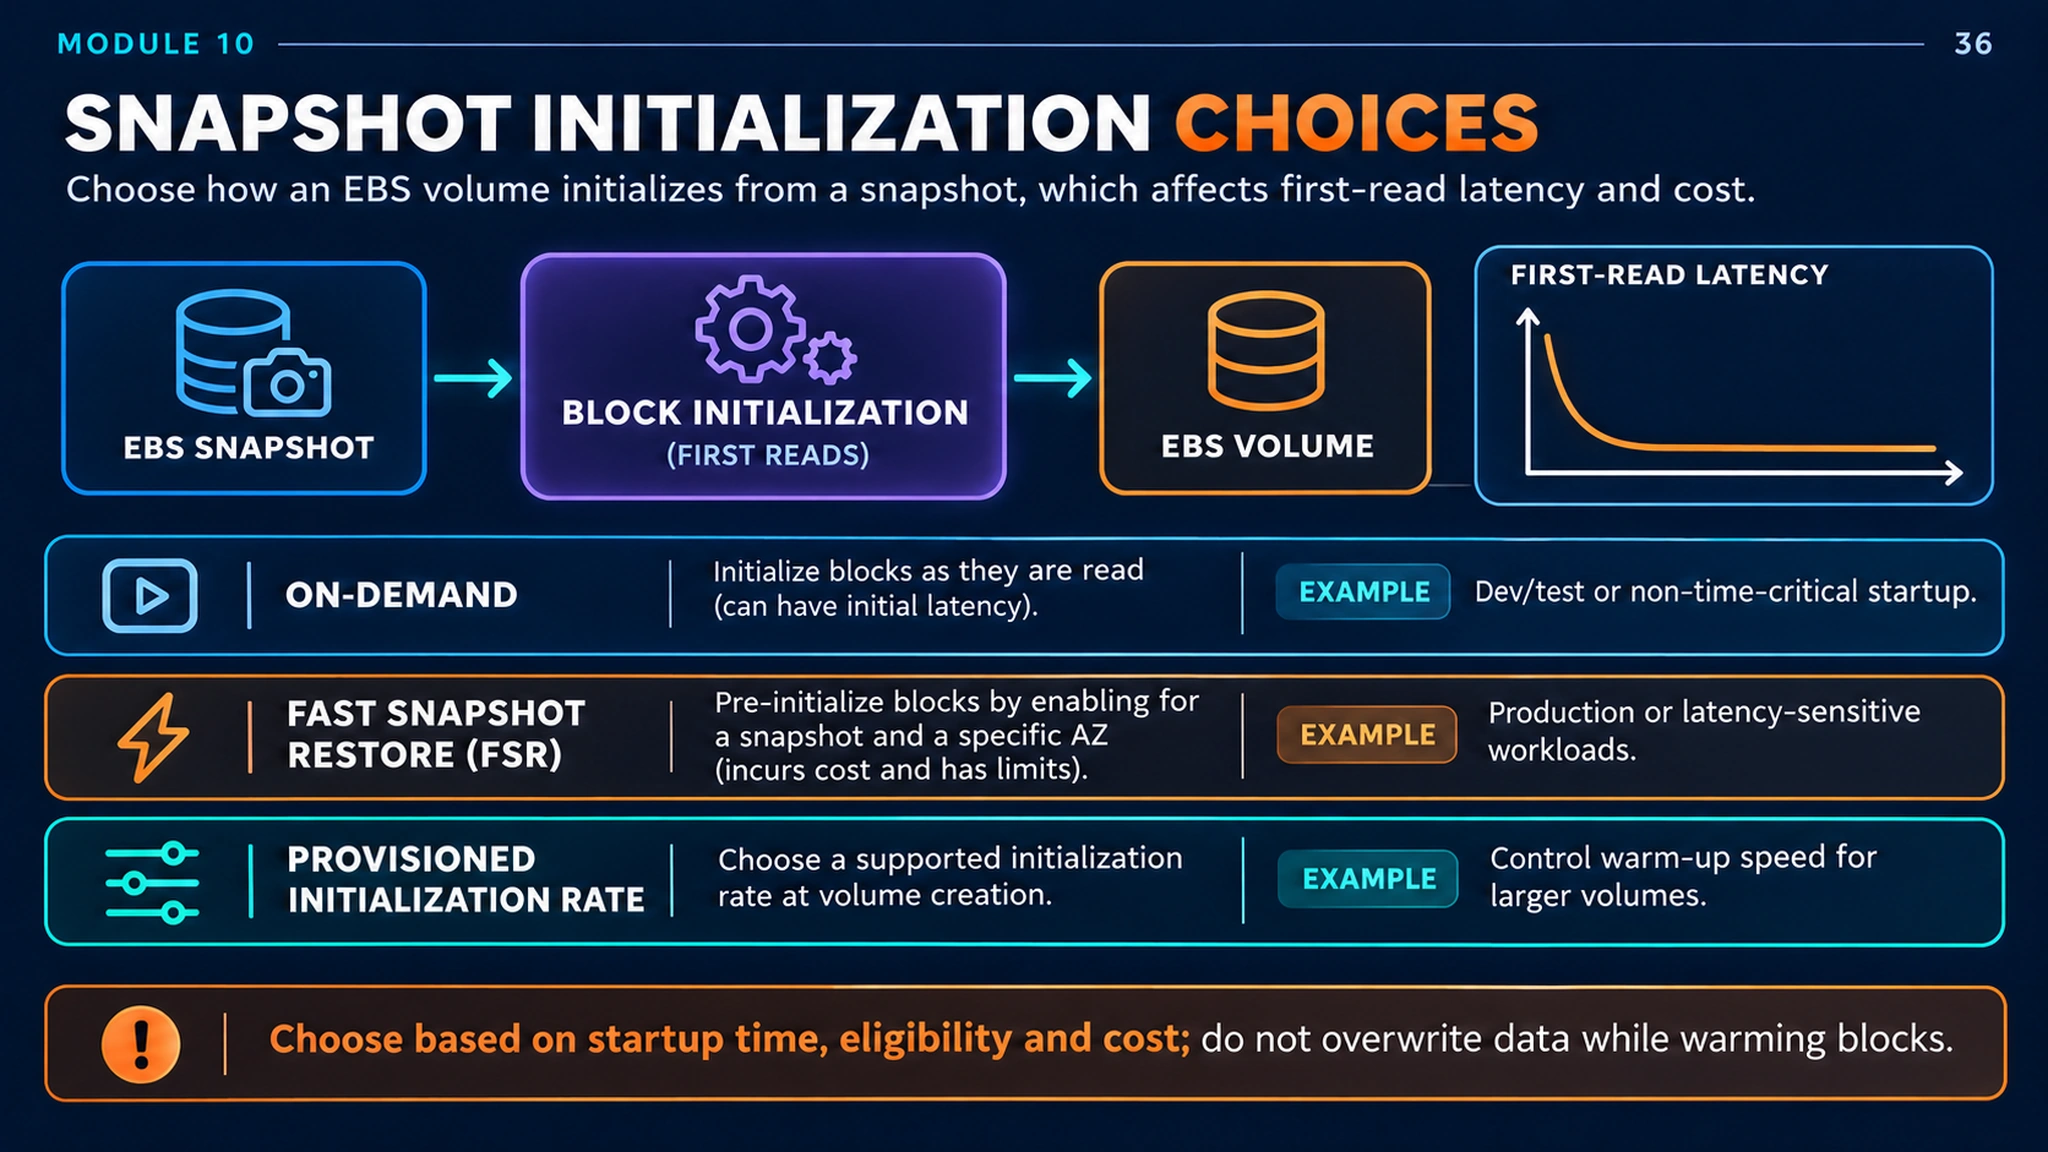 MODULE 10
36
SNAPSHOT INITIALIZATION CHOICES
Choose how an EBS volume initializes from a snapshot, which affects first-read latency and cost.
EBS SNAPSHOT
BLOCK INITIALIZATION
(FIRST READS)
EBS VOLUME
FIRST-READ LATENCY
ON-DEMAND
Initialize blocks as they are read
(can have initial latency).
EXAMPLE
Dev/test or non-time-critical startup.
FAST SNAPSHOT
RESTORE (FSR)
Pre-initialize blocks by enabling for
a snapshot and a specific AZ
(incurs cost and has limits).
EXAMPLE
Production or latency-sensitive
workloads.
PROVISIONED
INITIALIZATION RATE
Choose a supported initialization
rate at volume creation.
EXAMPLE
Control warm-up speed for
larger volumes.
Choose based on startup time, eligibility and cost; do not overwrite data while warming blocks.